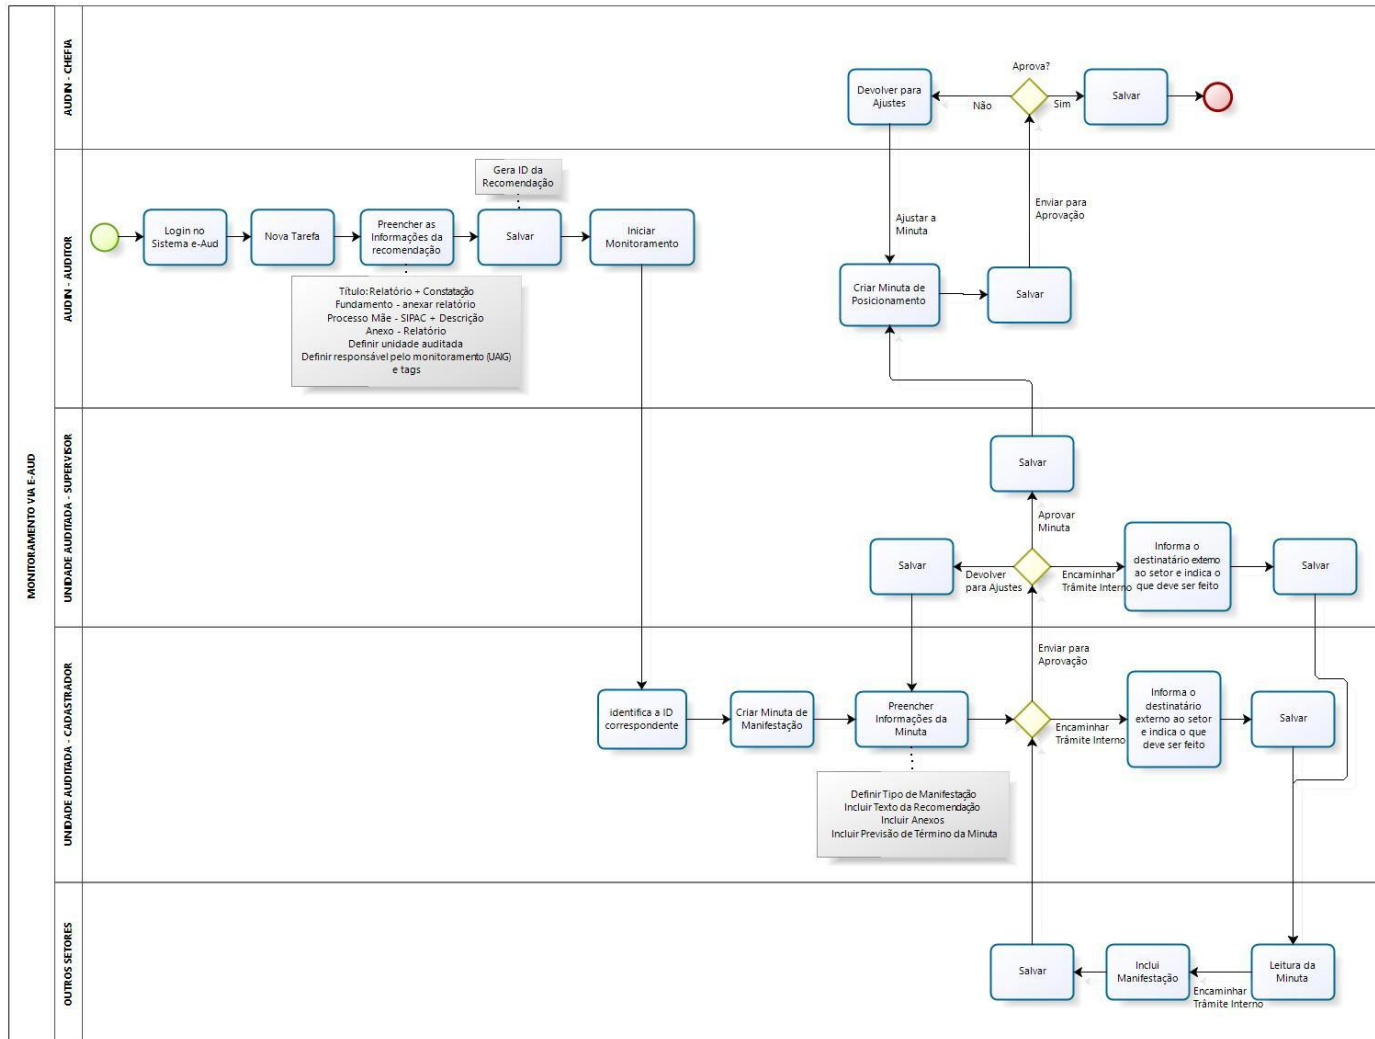 MONITORAMENTO VIA E-AUD
AUDIN - CHEFIA
Devolver para
Ajustes
Não
Aprova?
Sim
Salvar
AUDIN - AUDITOR
Login no
Sistema e-Aud
Nova Tarefa
Preencher as
Informações da
recomendação
Gera ID da
Recomendação
Salvar
Iniciar
Monitoramento
Título: Relatório + Constatação
Fundamento - anexar relatório
Processo Mãe - SIPAC + Descrição
Anexo - Relatório
Definir unidade auditada
Definir responsável pelo monitoramento (UAIG)
e tags
Ajustar a
Minuta
Enviar para
Aprovação
Criar Minuta de
Posicionamento
Salvar
UNIDADE AUDITADA - SUPERVISOR
Salvar
Aprovar
Minuta
Salvar
Devolver
para Ajustes
Encaminhar
Trâmite Interno
Informa o
destinatário externo
ao setor e indica o
que deve ser feito
Salvar
UNIDADE AUDITADA - CADASTRADOR
Enviar para
Aprovação
identifica a ID
correspondente
Criar Minuta de
Manifestação
Preencher
Informações da
Minuta
Encaminhar
Trâmite Interno
Informa o
destinatário
externo ao setor
e indica o que
deve ser feito
Salvar
Definir Tipo de Manifestação
Incluir Texto da Recomendação
Incluir Anexos
Incluir Previsão de Término da Minuta
OUTROS SETORES
Salvar
Inclui
Manifestação
Encaminhar
Trâmite Interno
Leitura da
Minuta